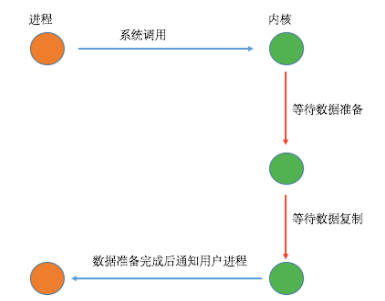 进程
内核
系统调用
等待数据准备
等待数据复制
数据准备完成后通知用户进程